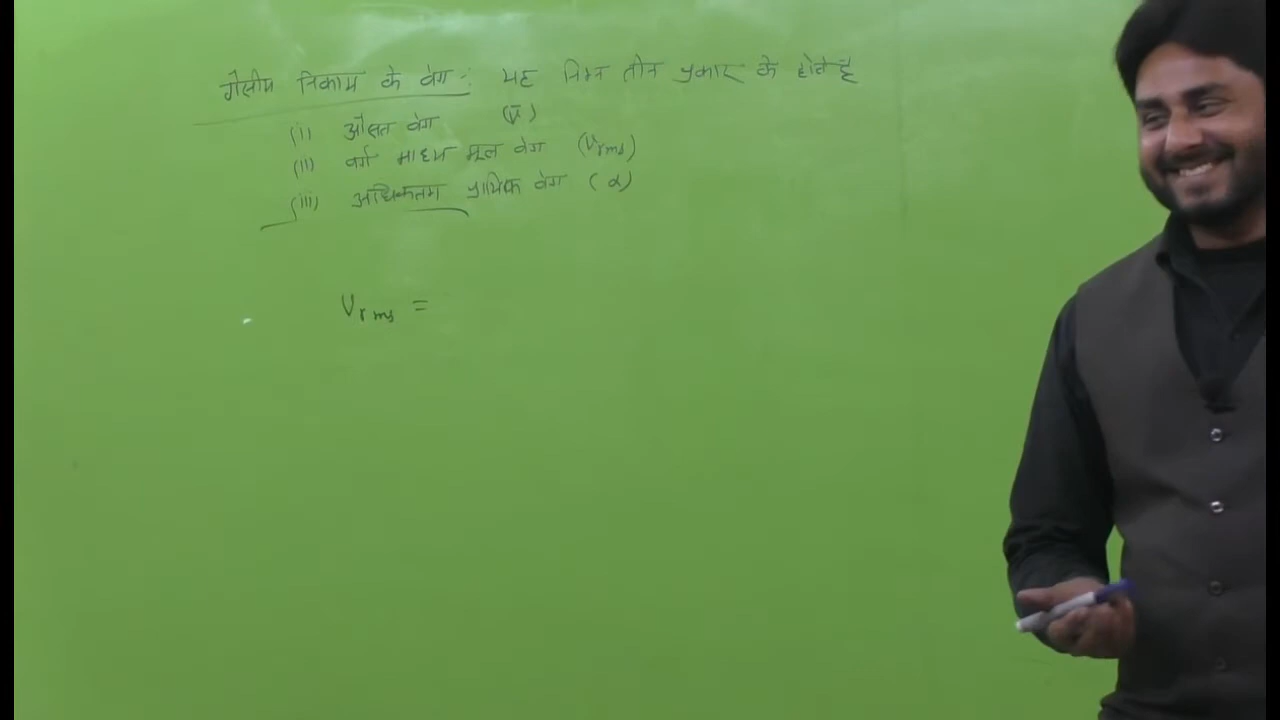 गैसीय निकाय के वेग : यह निम्न तीन प्रकार के होते है
(i) औसत वेग (v̄)
(ii) वर्ग माध्य मूल वेग (Vrms)
(iii) अधिकतम प्रायिक वेग (α)
Vrms =